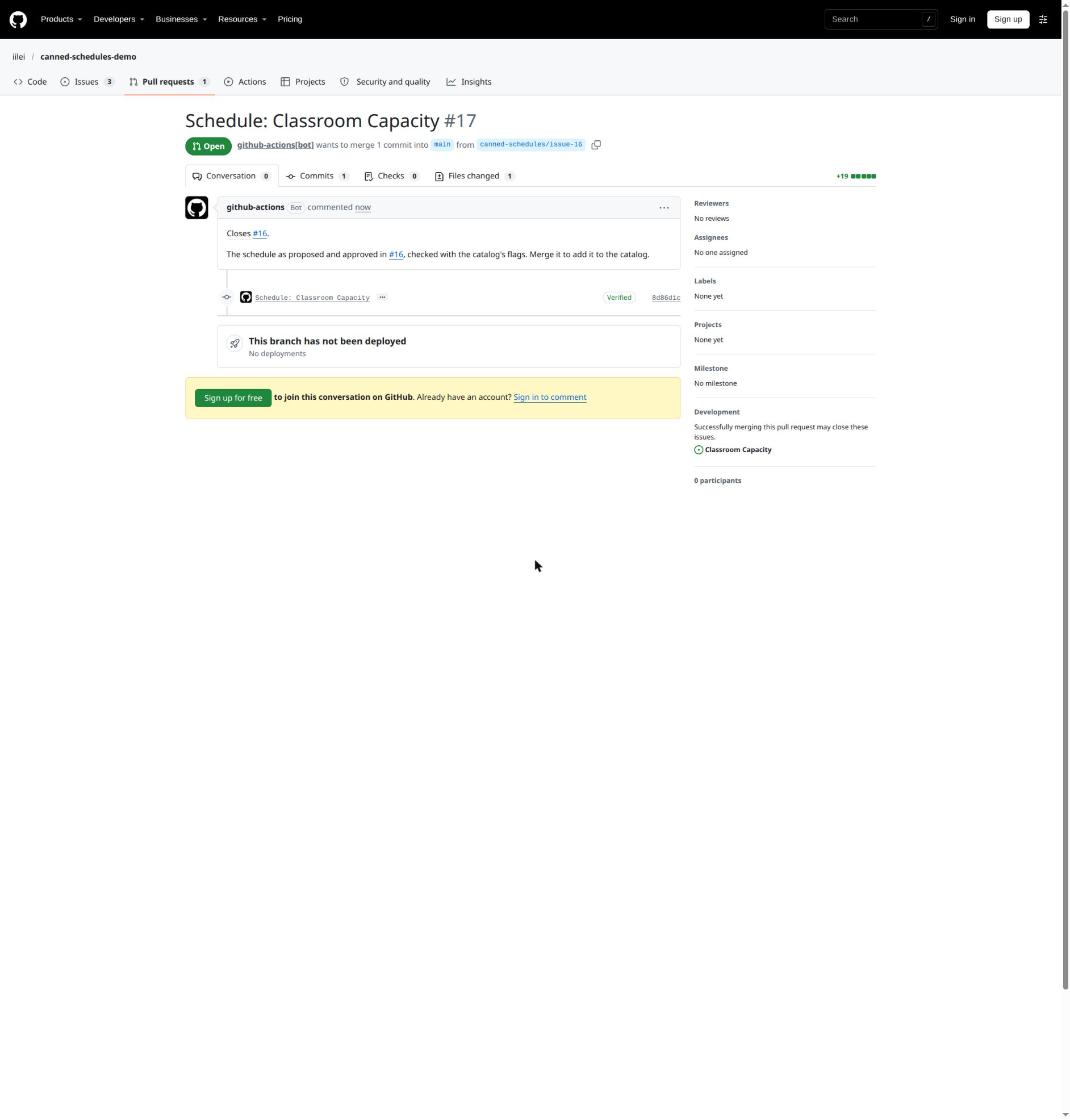 Products Developers Businesses Resources Pricing Search / Sign in Sign up
iilei / canned-schedules-demo
Code Issues 3 Pull requests 1 Actions Projects Security and quality Insights
Schedule: Classroom Capacity #17
Open github-actions[bot] wants to merge 1 commit into main from canned-schedules/issue-16
Conversation 0 Commits 1 Checks 0 Files changed 1 +19
github-actions Bot commented now
Closes #16.
The schedule as proposed and approved in #16, checked with the catalog's flags. Merge it to add it to the catalog.
Schedule: Classroom Capacity Verified 8d86d1c
This branch has not been deployed
No deployments
Sign up for free to join this conversation on GitHub. Already have an account? Sign in to comment
Reviewers
No reviews
Assignees
No one assigned
Labels
None yet
Projects
None yet
Milestone
No milestone
Development
Successfully merging this pull request may close these
issues.
Classroom Capacity
0 participants